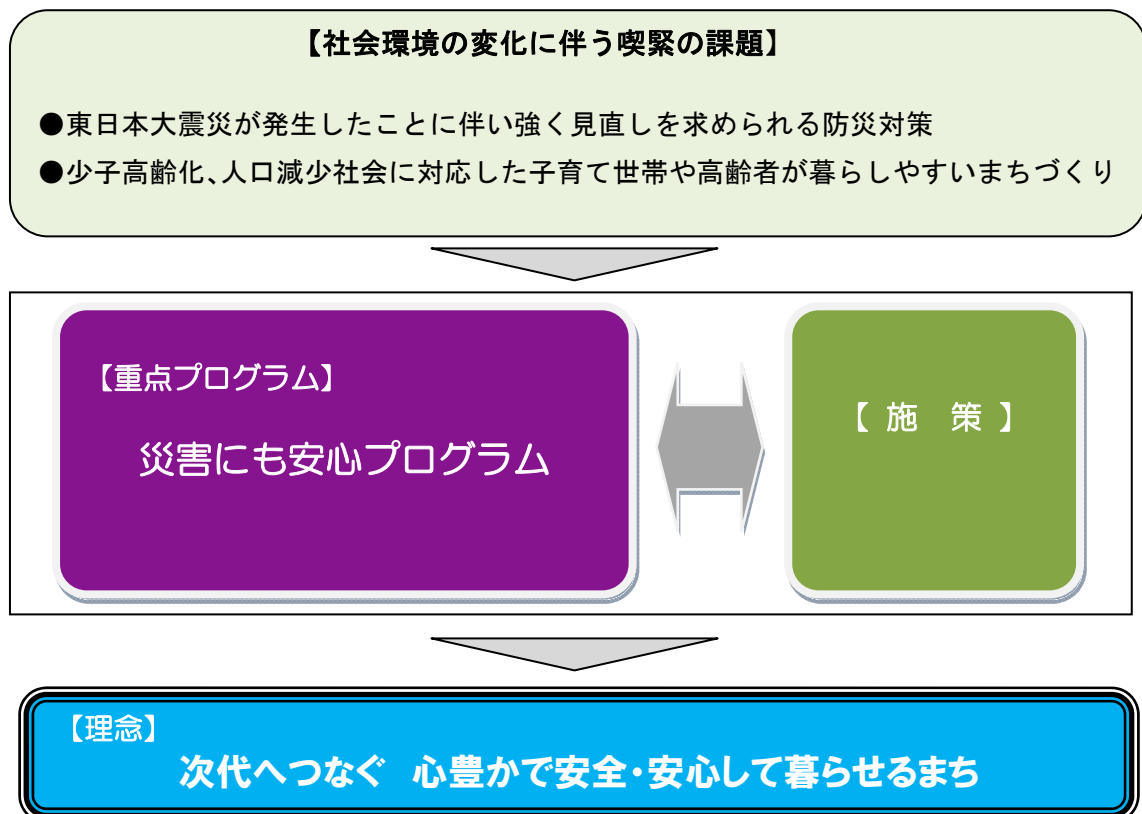 【社会環境の変化に伴う喫緊の課題】
●東日本大震災が発生したことに伴い強く見直しを求められる防災対策
●少子高齢化、人口減少社会に対応した子育て世帯や高齢者が暮らしやすいまちづくり
【重点プログラム】
災害にも安心プログラム
【 施　策 】
【理念】
次代へつなぐ　心豊かで安全・安心して暮らせるまち